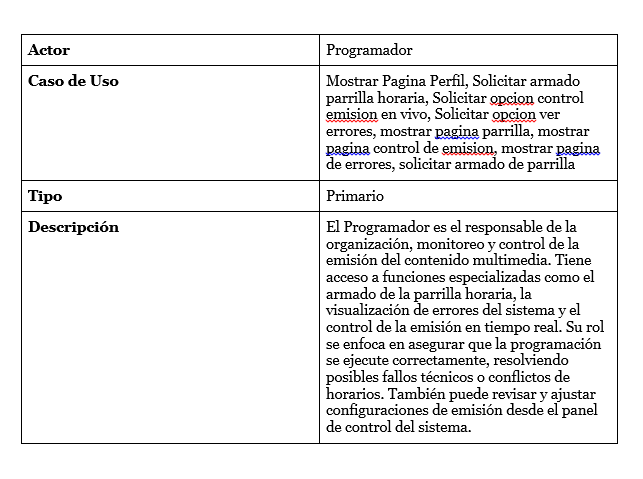 Actor
Programador
Caso de Uso
Mostrar Pagina Perfil, Solicitar armado
parrilla horaria, Solicitar opcion control
emision en vivo, Solicitar opcion ver
errores, mostrar pagina parrilla, mostrar
pagina control de emision, mostrar pagina
de errores, solicitar armado de parrilla
Tipo
Primario
Descripción
El Programador es el responsable de la
organización, monitoreo y control de la
emisión del contenido multimedia. Tiene
acceso a funciones especializadas como el
armado de la parrilla horaria, la
visualización de errores del sistema y el
control de la emisión en tiempo real. Su rol
se enfoca en asegurar que la programación
se ejecute correctamente, resolviendo
posibles fallos técnicos o conflictos de
horarios. También puede revisar y ajustar
configuraciones de emisión desde el panel
de control del sistema.